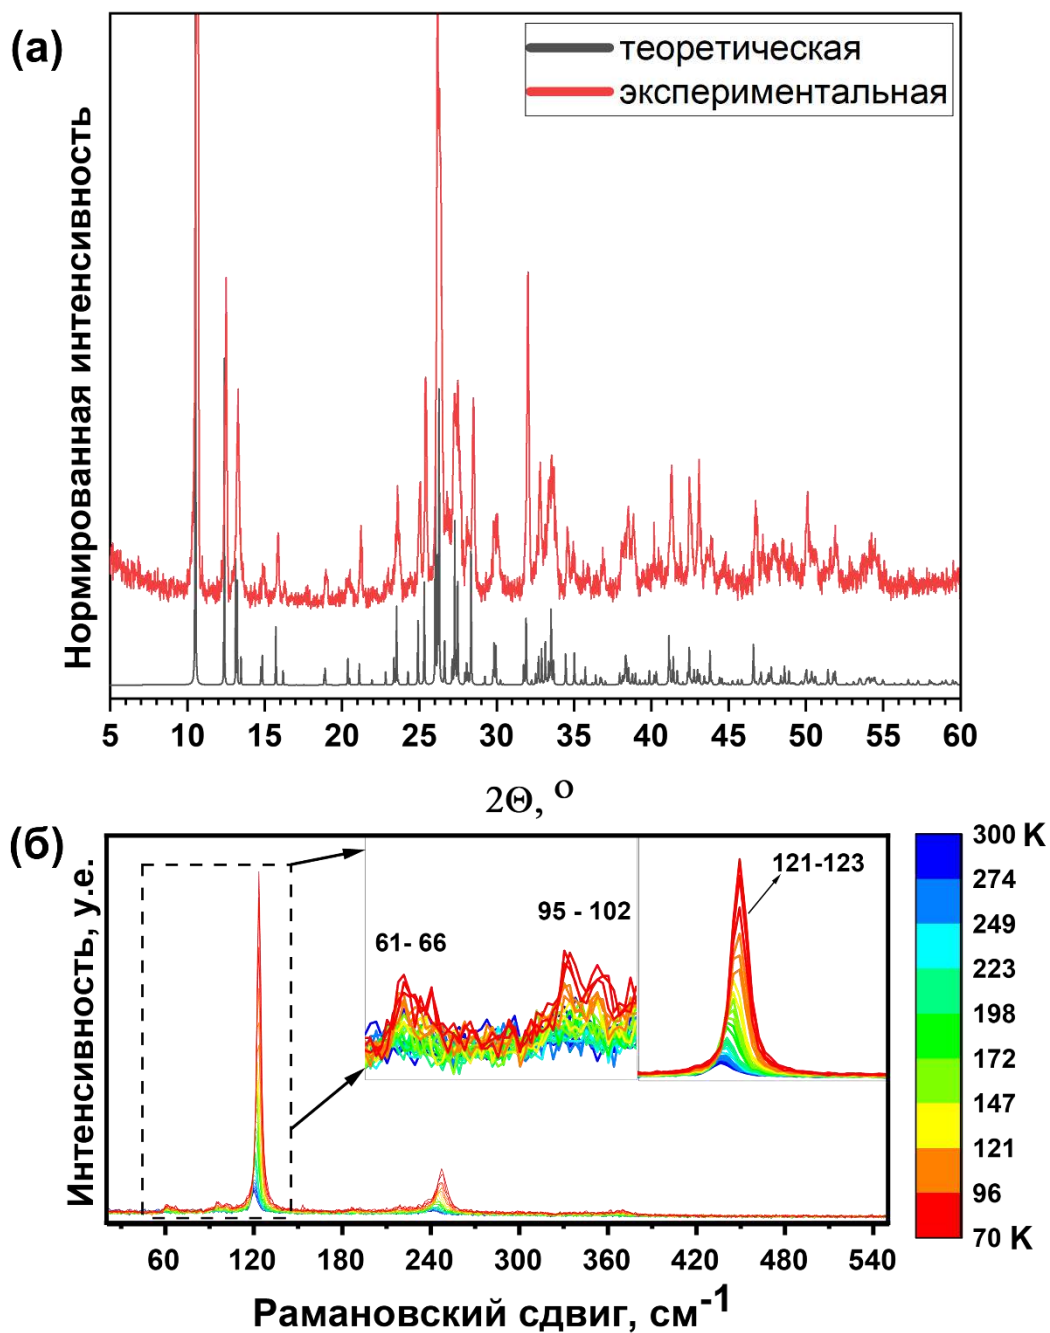 (а)
теоретическая
экспериментальная
Нормированная интенсивность
5 10 15 20 25 30 35 40 45 50 55 60
2Θ, °
(б)
Интенсивность, у.е.
61- 66
95 - 102
121-123
300 K
274
249
223
198
172
147
121
96
70 K
60 120 180 240 300 360 420 480 540
Рамановский сдвиг, см⁻¹